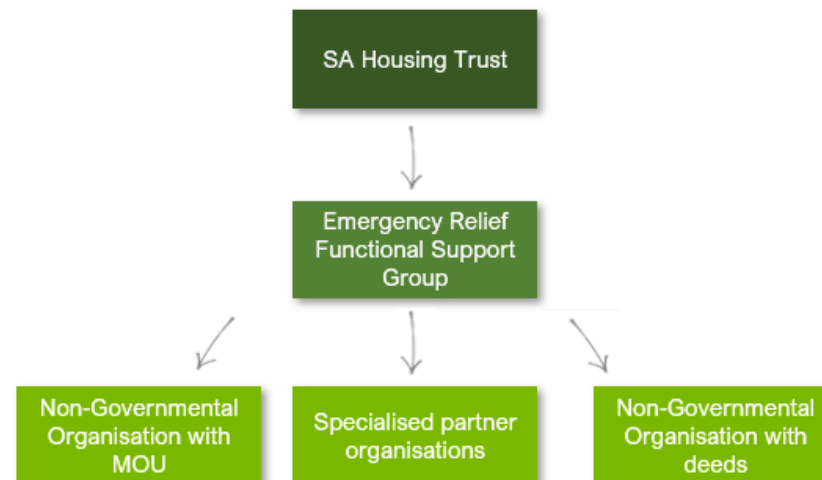 SA Housing Trust
Emergency Relief
Functional Support
Group
Non-Governmental
Organisation with
MOU
Specialised partner
organisations
Non-Governmental
Organisation with
deeds